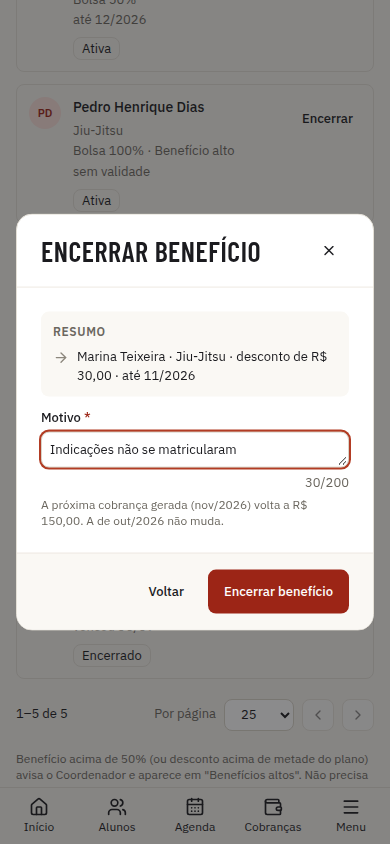 até 12/2026
Ativa
PD
Pedro Henrique Dias
Encerrar
Jiu-Jitsu
Bolsa 100% · Benefício alto
sem validade
Ativa
ENCERRAR BENEFÍCIO
RESUMO
Marina Teixeira · Jiu-Jitsu · desconto de R$
30,00 · até 11/2026
Motivo *
Indicações não se matricularam
30/200
A próxima cobrança gerada (nov/2026) volta a R$
150,00. A de out/2026 não muda.
Voltar
Encerrar benefício
Encerrado
1–5 de 5
Por página
25
Benefício acima de 50% (ou desconto acima de metade do plano)
avisa o Coordenador e aparece em "Benefícios altos". Não precisa
Início
Alunos
Agenda
Cobranças
Menu